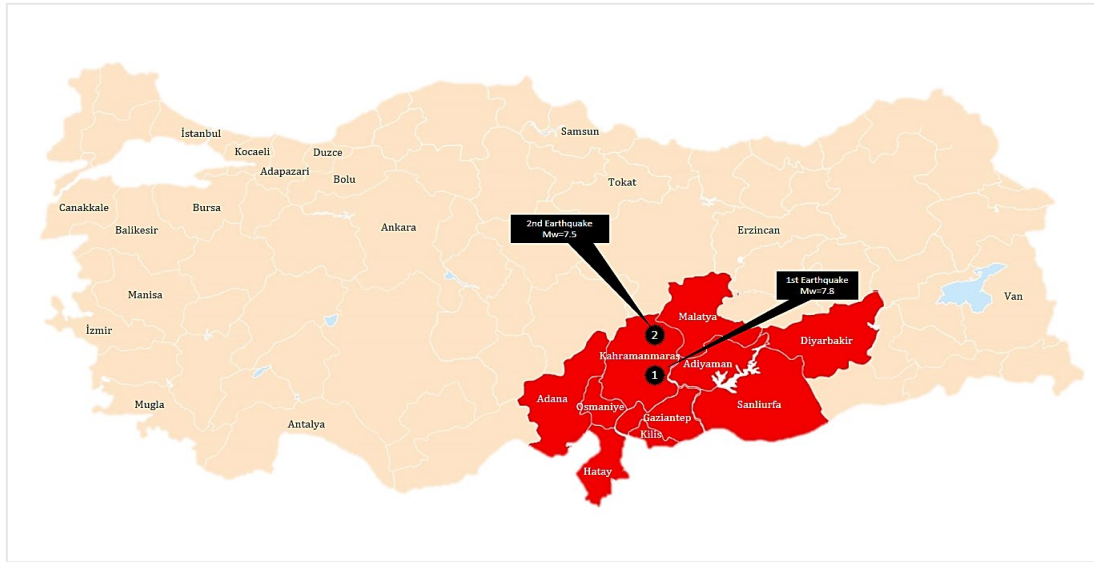 İstanbul
Kocaeli
Duzce
Samsun
Adapazari
Bolu
Tokat
Canakkale
Bursa
Balikesir
Ankara
2nd Earthquake
Mw=7.5
Erzincan
1st Earthquake
Mw=7.8
Manisa
Van
Malatya
İzmir
2
Diyarbakir
Kahramanmaraş
Adiyaman
1
Adana
Osmaniye
Sanliurfa
Mugla
Gaziantep
Antalya
Kilis
Hatay